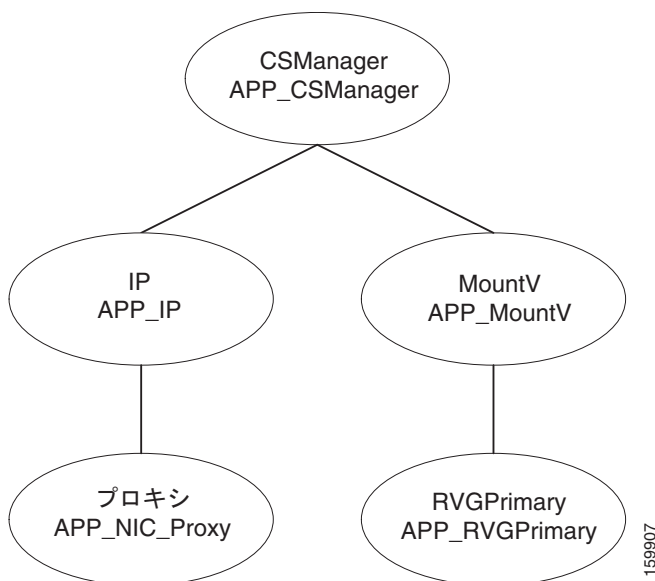 CSManager
APP_CSManager
IP
APP_IP
MountV
APP_MountV
プロキシ
APP_NIC_Proxy
RVGPrimary
APP_RVGPrimary
159907